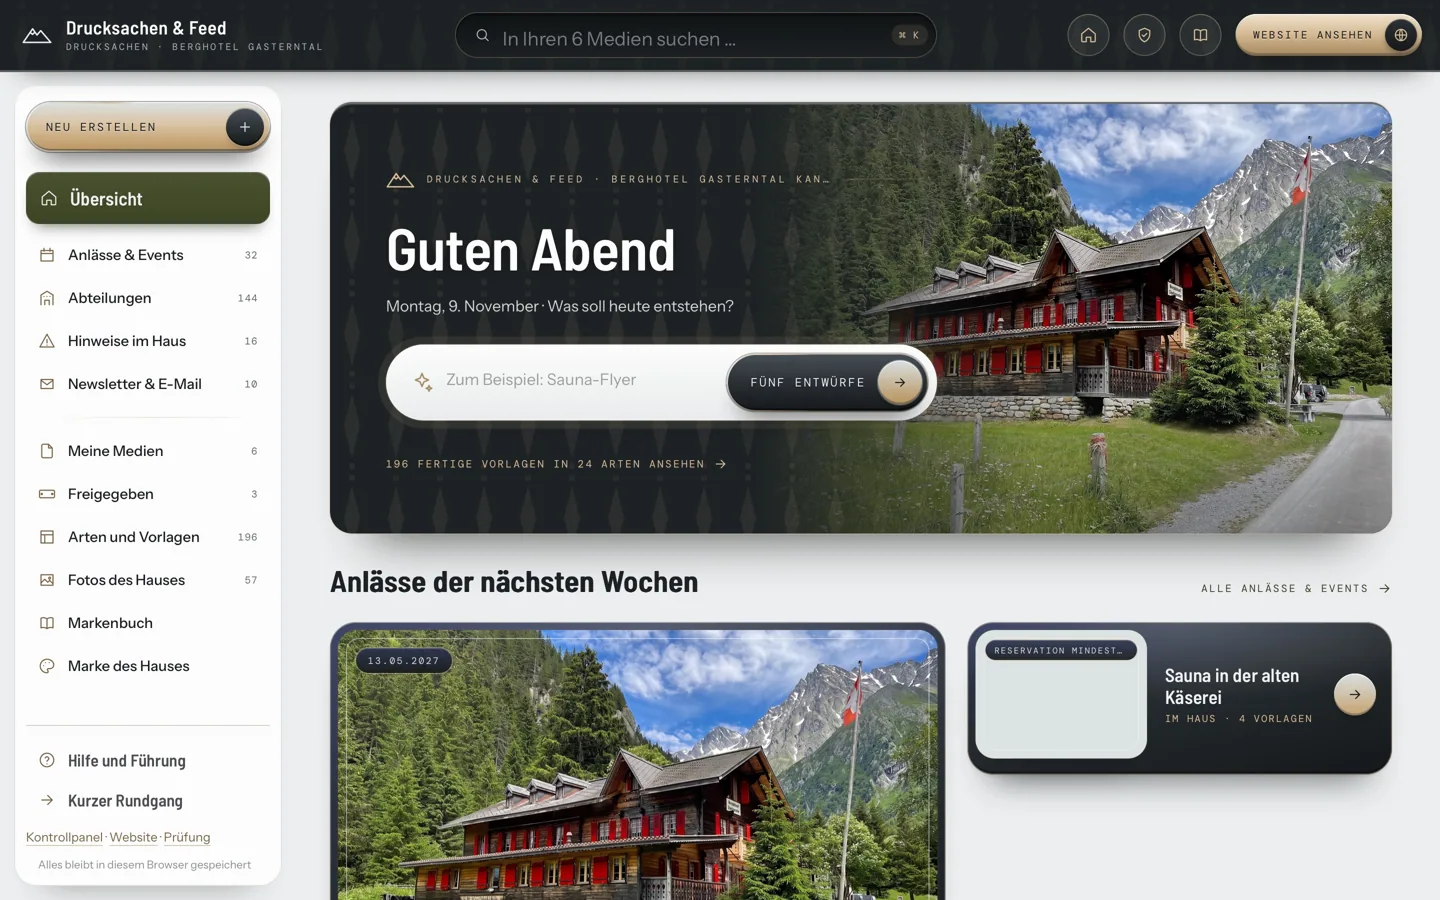 Drucksachen & Feed
DRUCKSACHEN · BERGHOTEL GASTERNTAL
In Ihren 6 Medien suchen ...
⌘ K
WEBSITE ANSEHEN
NEU ERSTELLEN
Übersicht
Anlässe & Events 32
Abteilungen 144
Hinweise im Haus 16
Newsletter & E-Mail 10
Meine Medien 6
Freigegeben 3
Arten und Vorlagen 196
Fotos des Hauses 57
Markenbuch
Marke des Hauses
Hilfe und Führung
Kurzer Rundgang
Kontrollpanel · Website · Prüfung
Alles bleibt in diesem Browser gespeichert
DRUCKSACHEN & FEED · BERGHOTEL GASTERNTAL KAN…
Guten Abend
Montag, 9. November · Was soll heute entstehen?
Zum Beispiel: Sauna-Flyer
FÜNF ENTWÜRFE
196 FERTIGE VORLAGEN IN 24 ARTEN ANSEHEN
Anlässe der nächsten Wochen
ALLE ANLÄSSE & EVENTS
13.05.2027
RESERVATION MINDEST…
Sauna in der alten
Käserei
IM HAUS · 4 VORLAGEN